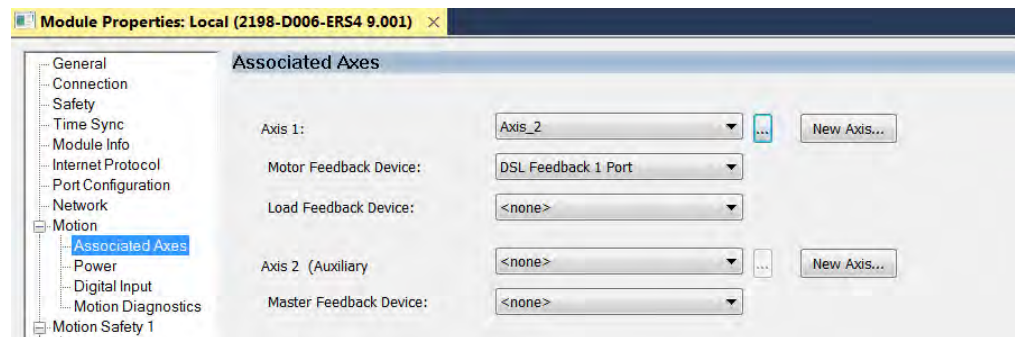 Module Properties: Local (2198-D006-ERS4 9.001) ×
General
Connection
Safety
Time Sync
Module Info
Internet Protocol
Port Configuration
Network
Motion
Associated Axes
Power
Digital Input
Motion Diagnostics
Motion Safety 1
Associated Axes
Axis 1: Axis_2 ... New Axis...
Motor Feedback Device: DSL Feedback 1 Port
Load Feedback Device: <none>
Axis 2 (Auxiliary <none> ... New Axis...
Master Feedback Device: <none>